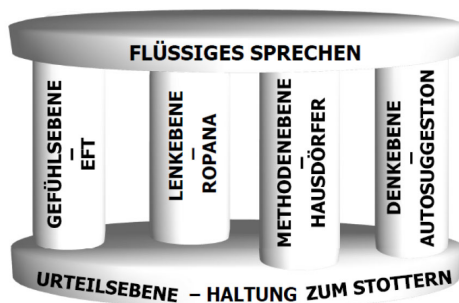 FLÜSSIGES SPRECHEN
GEFÜHLSEBENE
–
EFT
LENKEBENE
–
ROPANA
METHODENEBENE
–
HAUSDÖRFER
DENKEBENE
–
AUTOSUGGESTION
URTEILSEBENE – HALTUNG ZUM STOTTERN